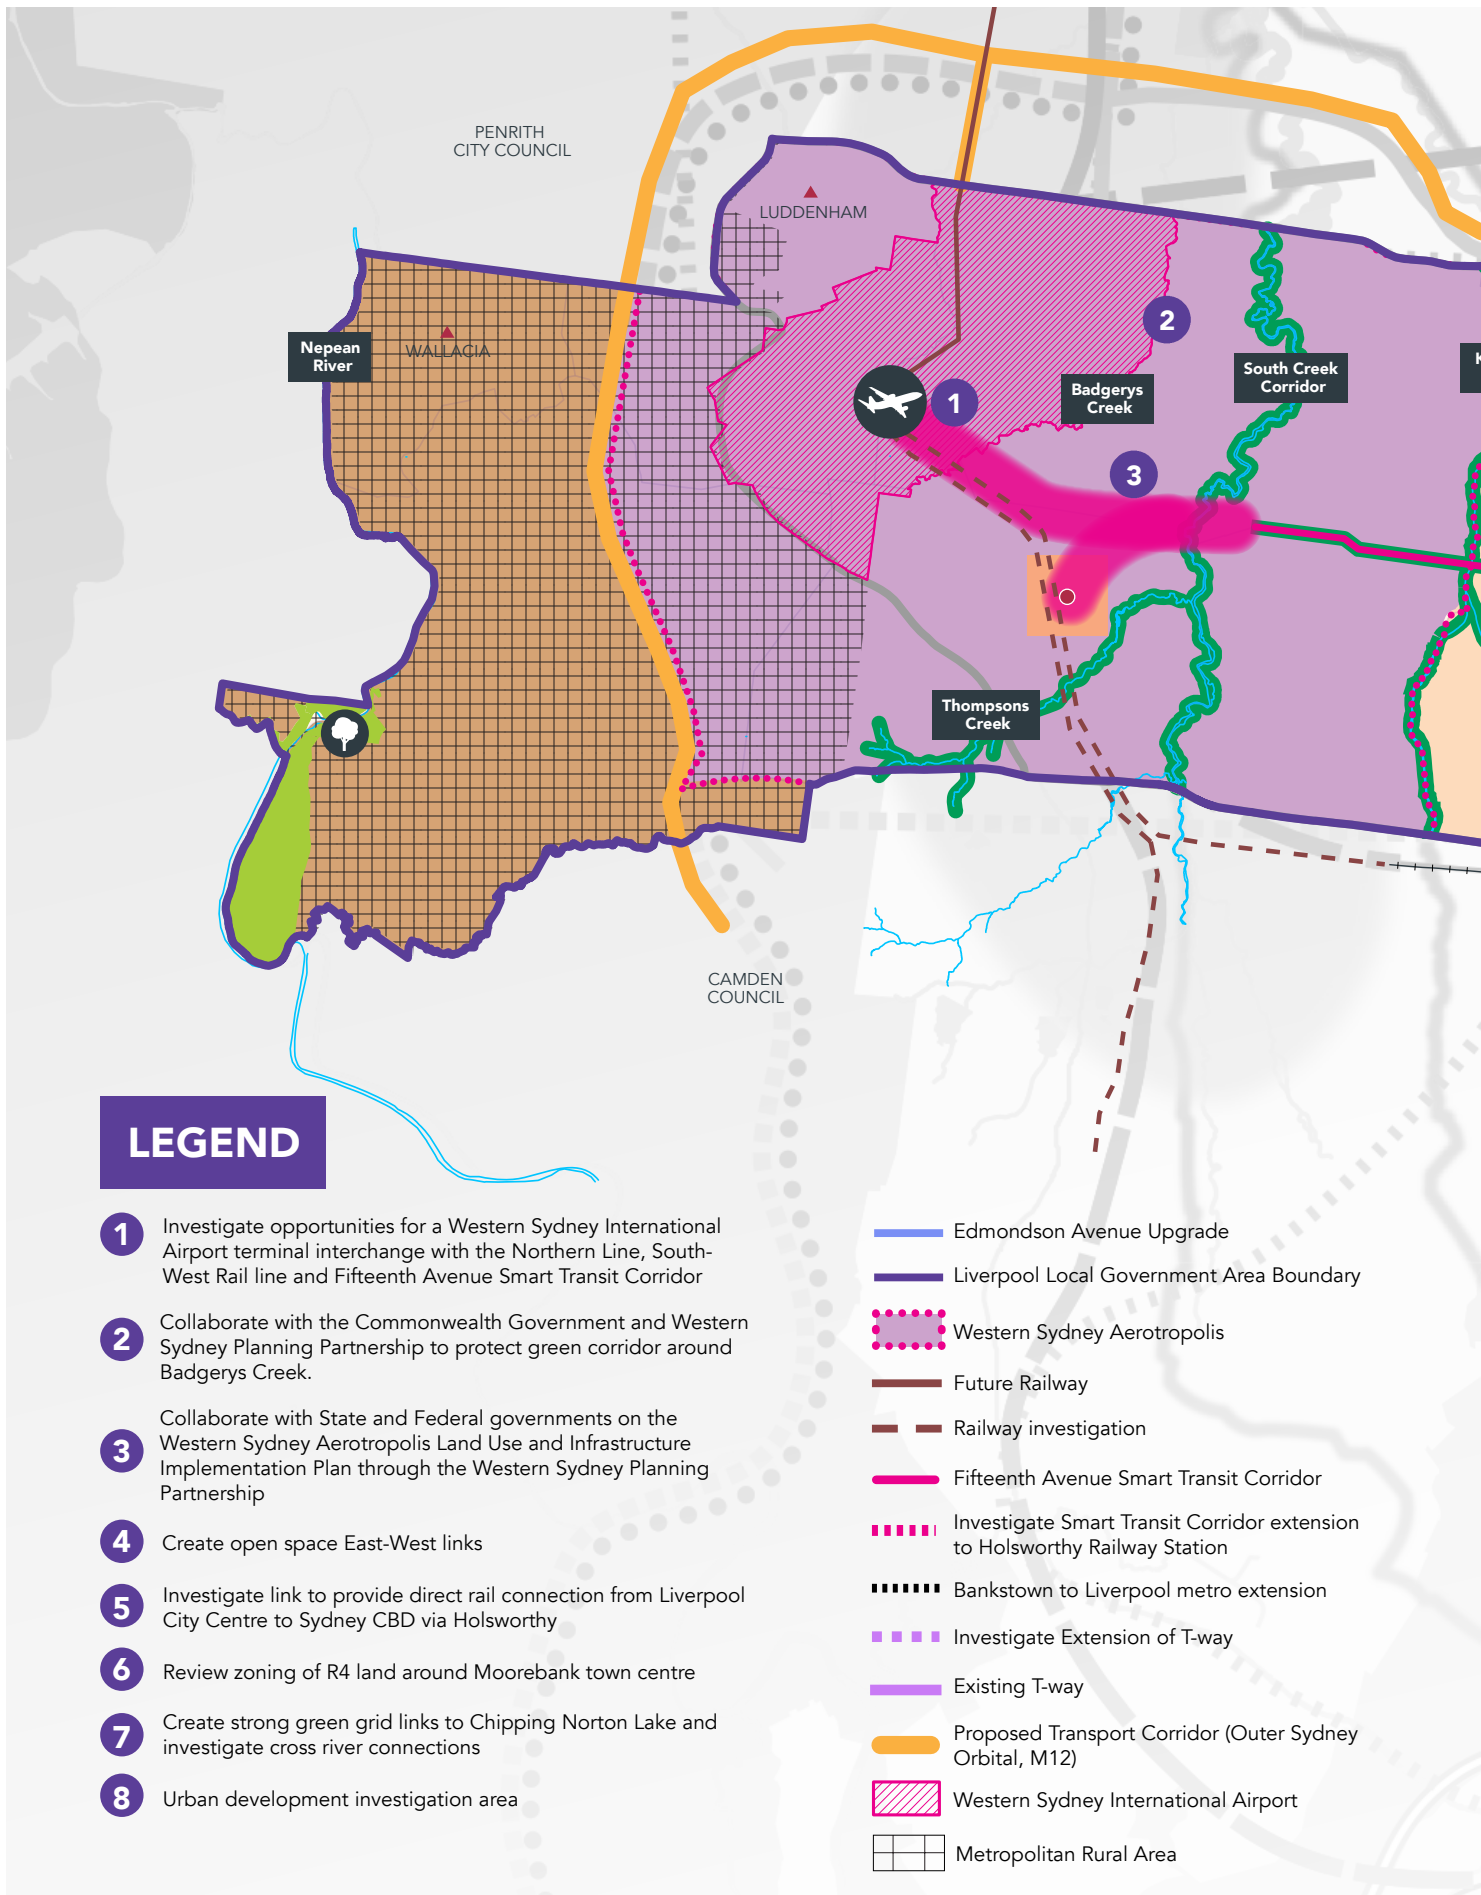 PENRITH
CITY COUNCIL
LUDDENHAM
Nepean
River
WALLACIA
2
South Creek
Corridor
K
1
Badgerys
Creek
3
Thompsons
Creek
CAMDEN
COUNCIL
LEGEND
1 Investigate opportunities for a Western Sydney International
Airport terminal interchange with the Northern Line, South-
West Rail line and Fifteenth Avenue Smart Transit Corridor
2 Collaborate with the Commonwealth Government and Western
Sydney Planning Partnership to protect green corridor around
Badgerys Creek.
3 Collaborate with State and Federal governments on the
Western Sydney Aerotropolis Land Use and Infrastructure
Implementation Plan through the Western Sydney Planning
Partnership
4 Create open space East-West links
5 Investigate link to provide direct rail connection from Liverpool
City Centre to Sydney CBD via Holsworthy
6 Review zoning of R4 land around Moorebank town centre
7 Create strong green grid links to Chipping Norton Lake and
investigate cross river connections
8 Urban development investigation area
Edmondson Avenue Upgrade
Liverpool Local Government Area Boundary
Western Sydney Aerotropolis
Future Railway
Railway investigation
Fifteenth Avenue Smart Transit Corridor
Investigate Smart Transit Corridor extension
to Holsworthy Railway Station
Bankstown to Liverpool metro extension
Investigate Extension of T-way
Existing T-way
Proposed Transport Corridor (Outer Sydney
Orbital, M12)
Western Sydney International Airport
Metropolitan Rural Area